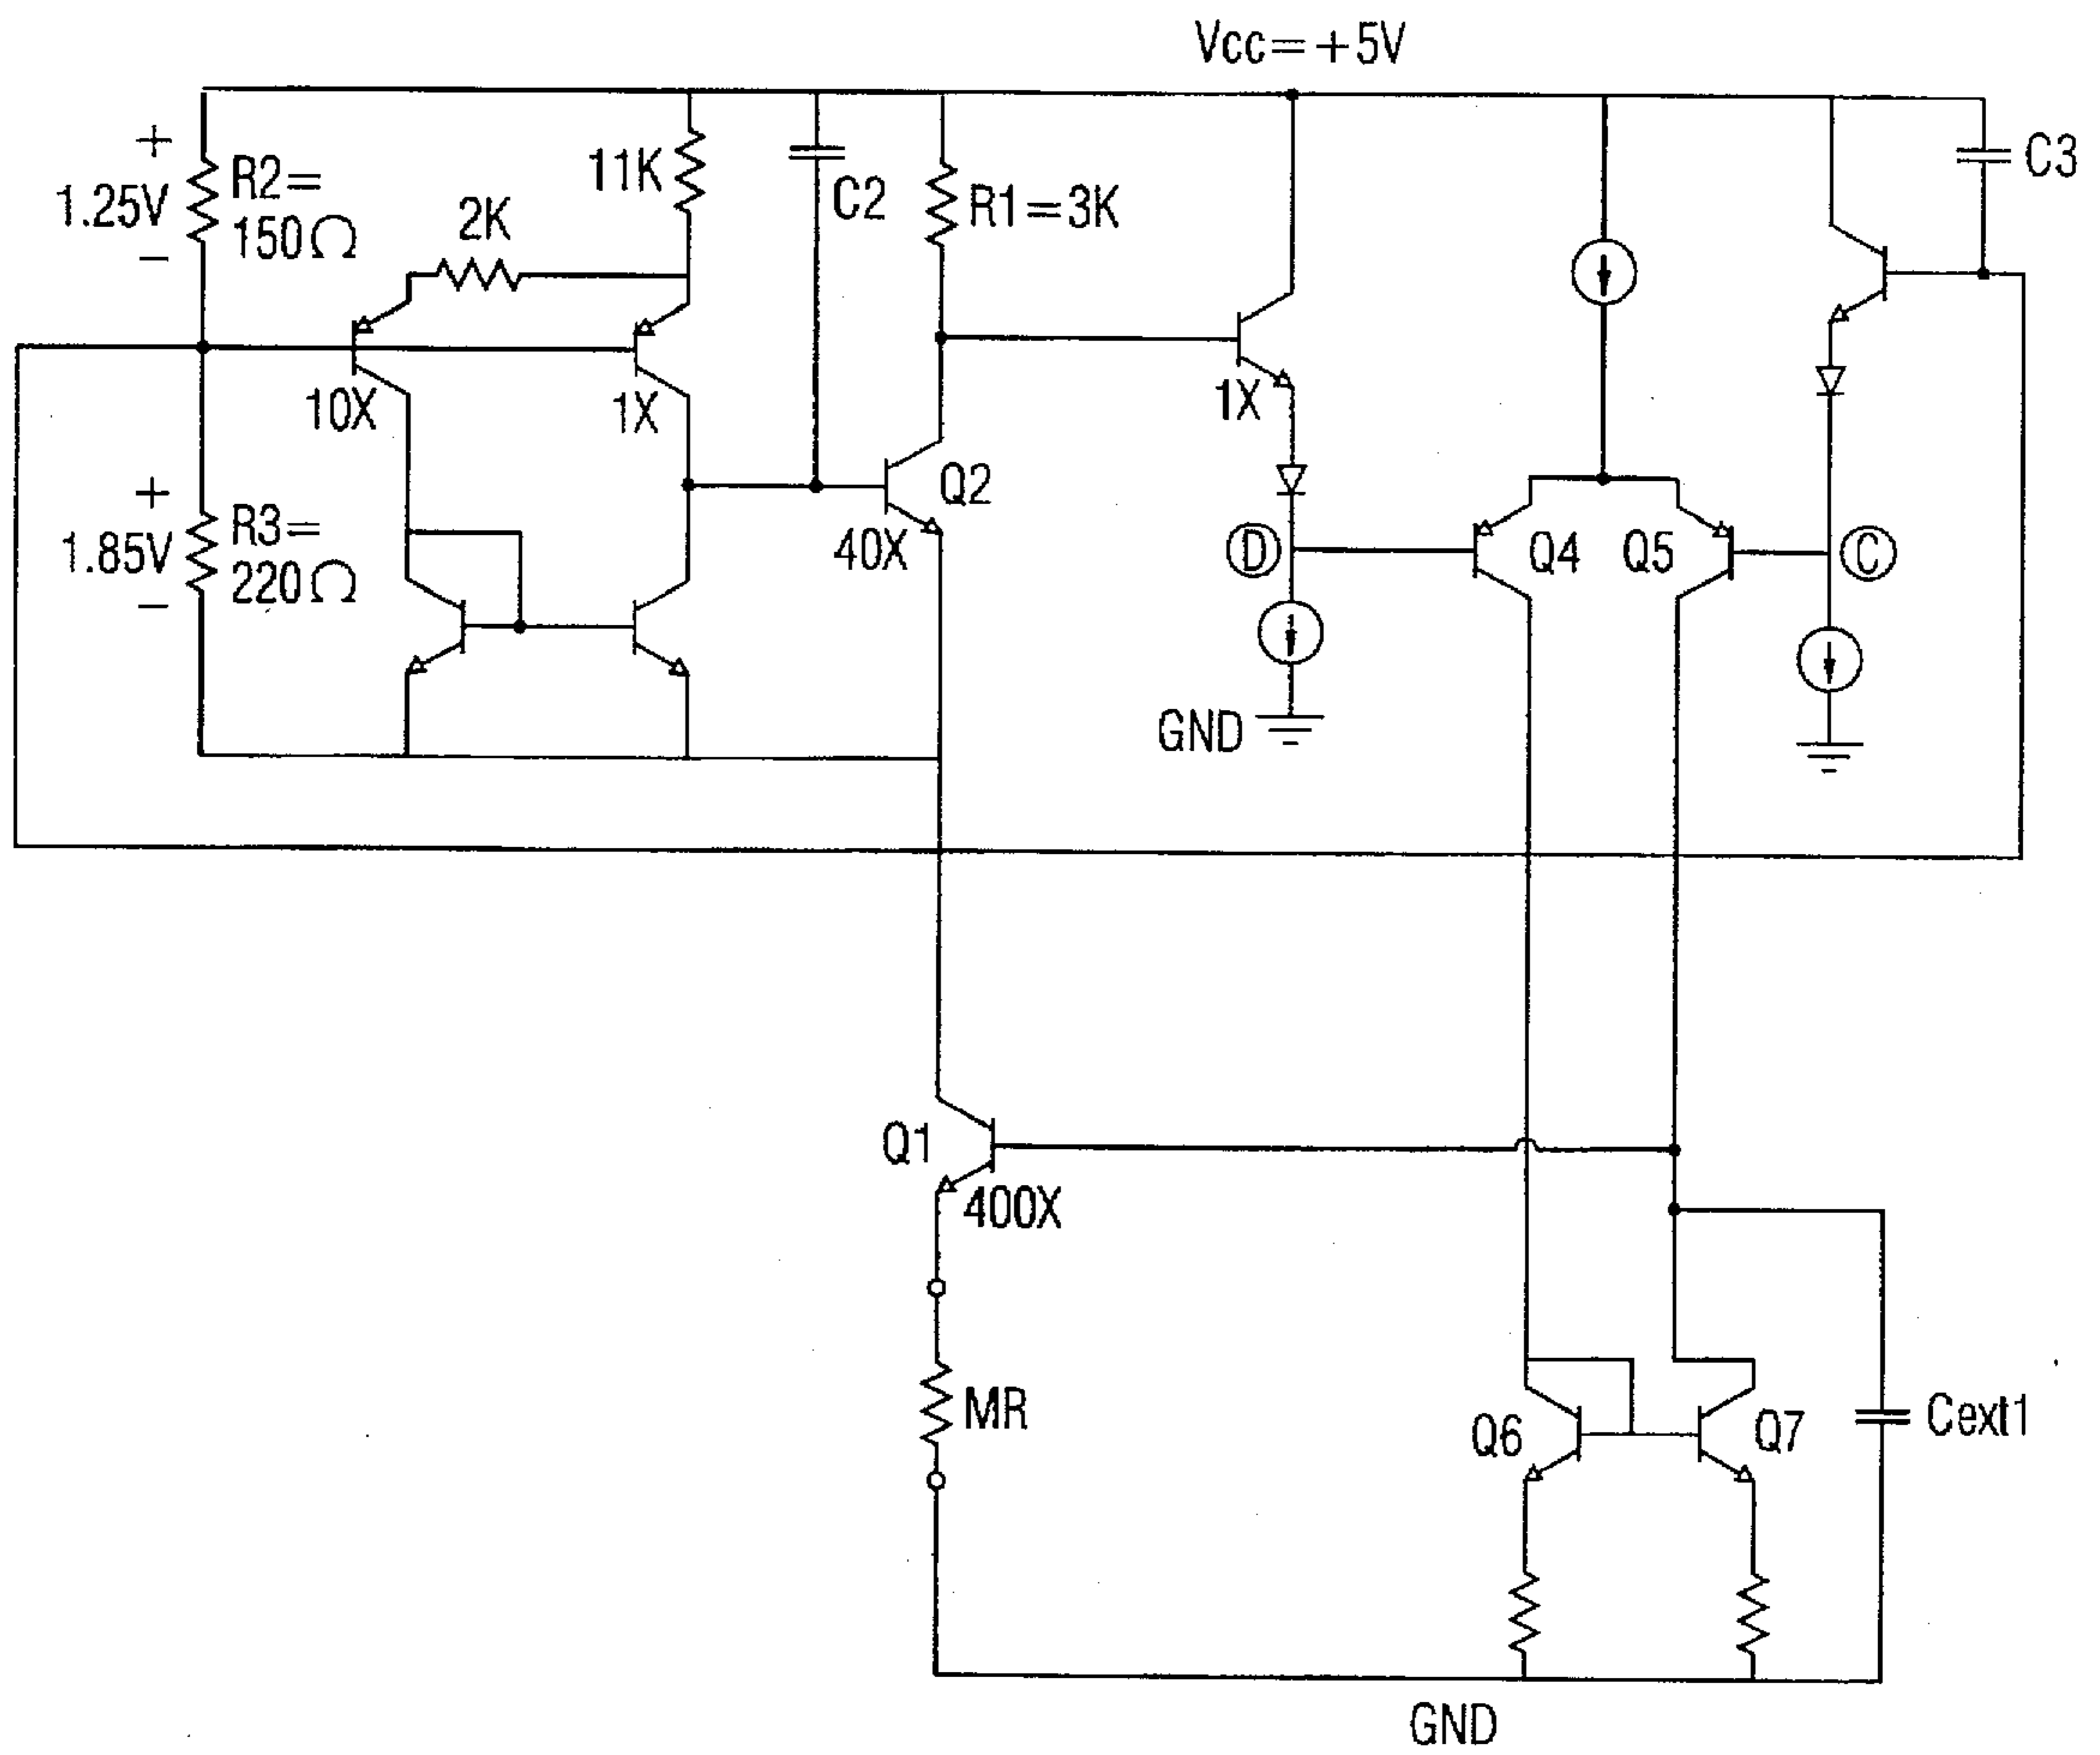 Vcc=+5V
+
1.25V
−
R2=
150Ω
2K
11K
C2
R1=3K
C3
10X
1X
1X
+
1.85V
−
R3=
220Ω
Q2
40X
D
Q4
Q5
C
GND
Q1
400X
MR
Q6
Q7
Cext1
GND